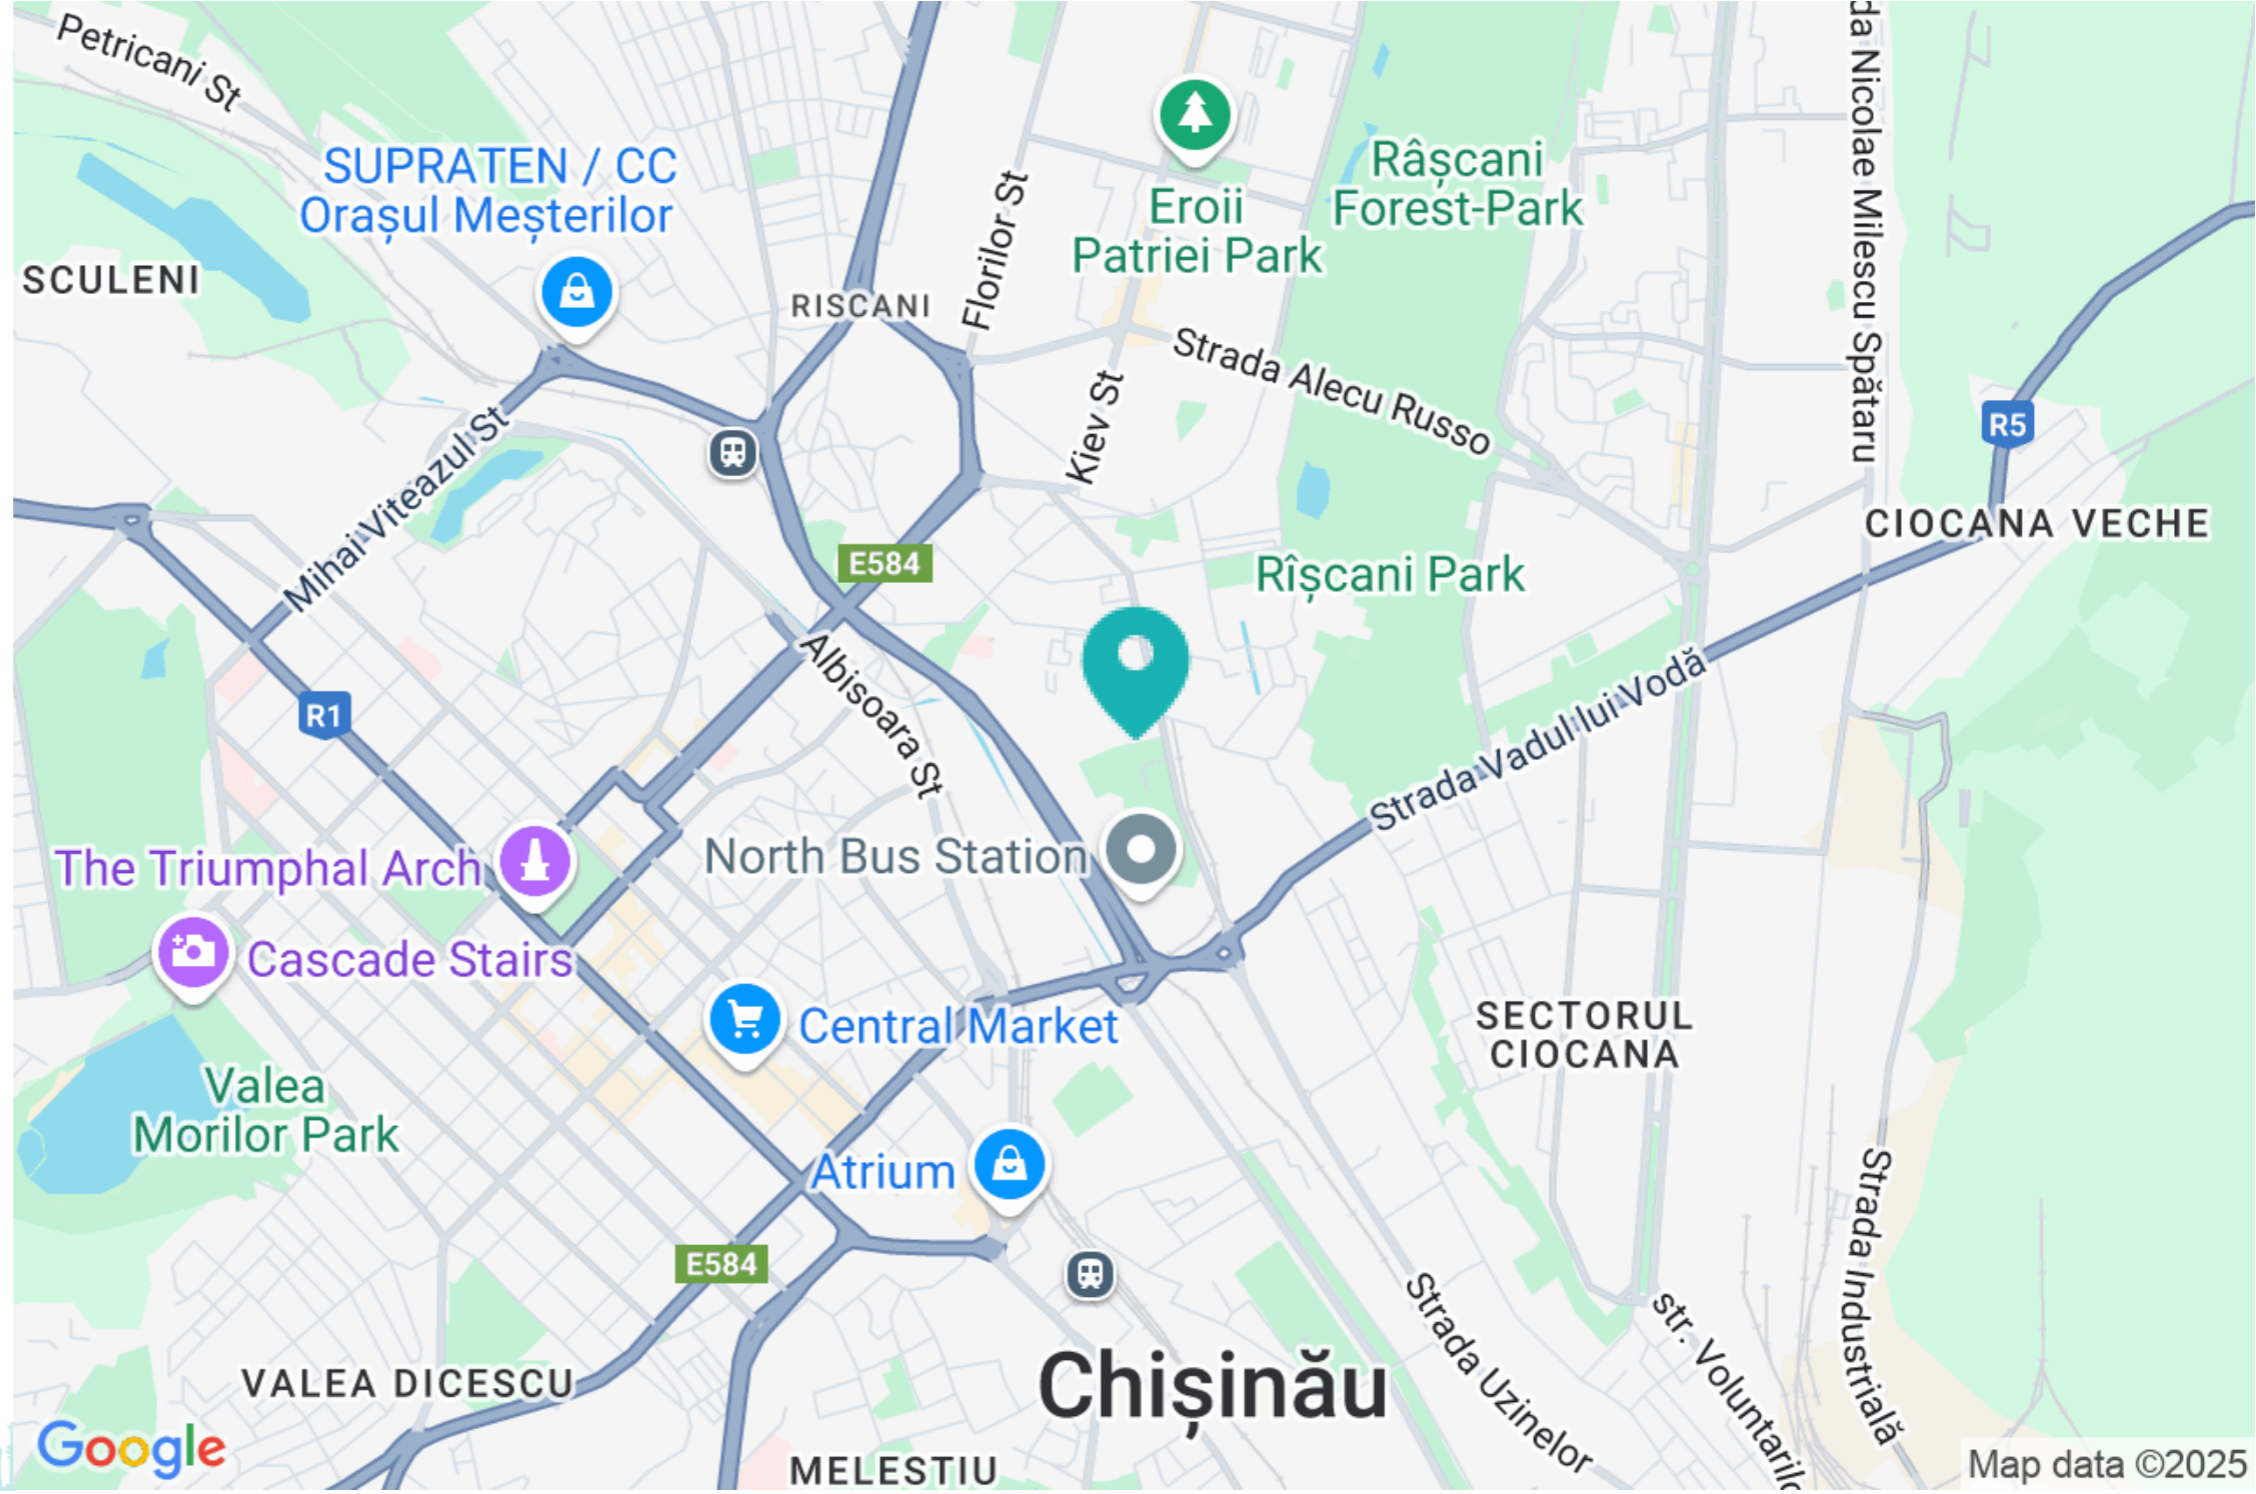 Petricani St
da Nicolae Milescu Spătaru
SUPRATEN / CC
Orașul Meșterilor
Râșcani
Forest-Park
Eroii
Patriei Park
Florilor St
SCULENI
RISCANI
Strada Alecu Russo
Kiev St
R5
Mihai Viteazul St
CIOCANA VECHE
E584
Rîșcani Park
Albisoara St
R1
Strada Vadul lui Vodă
North Bus Station
The Triumphal Arch
Cascade Stairs
Central Market
SECTORUL
CIOCANA
Valea
Morilor Park
Atrium
Strada Industrială
E584
Strada Uzinelor
str. Voluntarilo
VALEA DICESCU
Chișinău
Google
MELESTIU
Map data ©2025